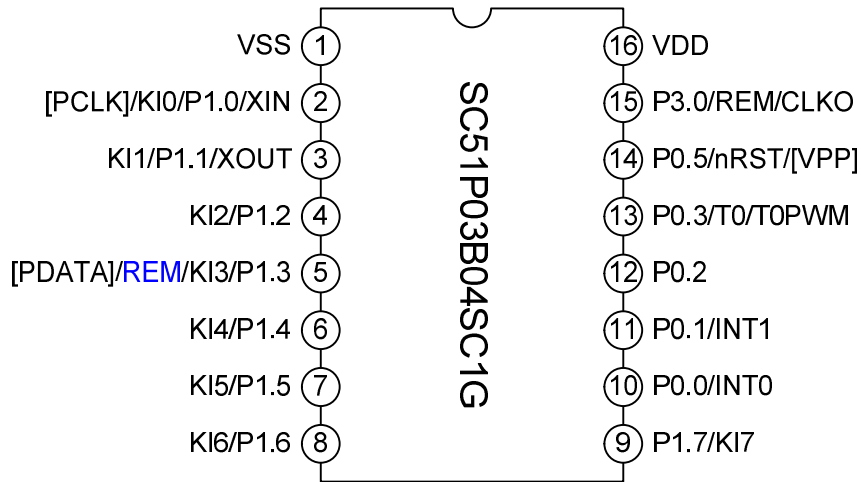 VSS 1
[PCLK]/KI0/P1.0/XIN 2
KI1/P1.1/XOUT 3
KI2/P1.2 4
[PDATA]/REM/KI3/P1.3 5
KI4/P1.4 6
KI5/P1.5 7
KI6/P1.6 8
SC51P03B04SC1G
16 VDD
15 P3.0/REM/CLKO
14 P0.5/nRST/[VPP]
13 P0.3/T0/T0PWM
12 P0.2
11 P0.1/INT1
10 P0.0/INT0
9 P1.7/KI7